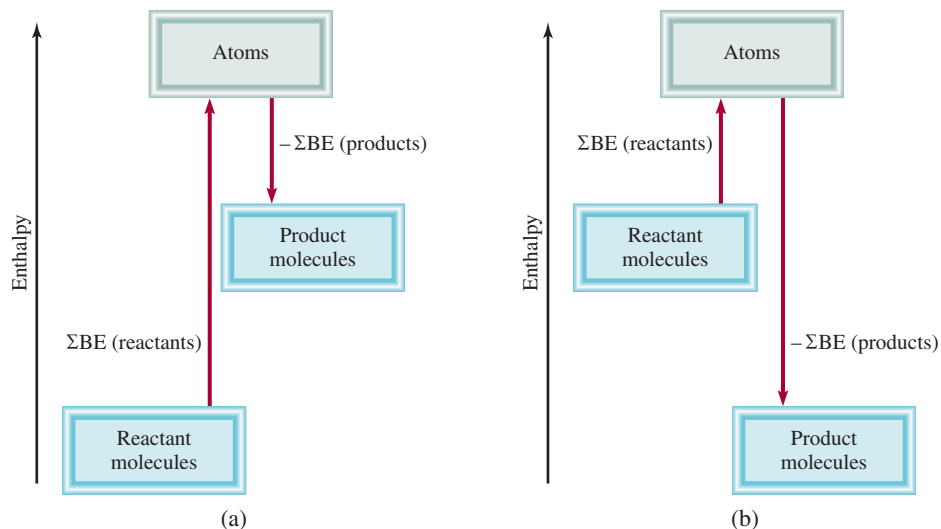 Atoms
– ΣBE (products)
Product
molecules
Enthalpy
ΣBE (reactants)
Reactant
molecules
(a)
Atoms
ΣBE (reactants)
Reactant
molecules
Enthalpy
– ΣBE (products)
Product
molecules
(b)